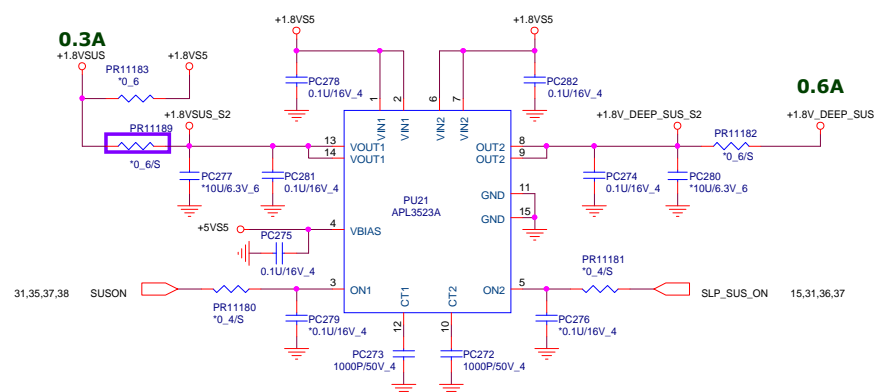 +1.8VS5
+1.8VS5
0.3A
+1.8VSUS
+1.8VS5
PR11183
*0_6
PC278
0.1U/16V_4
PC282
0.1U/16V_4
0.6A
+1.8V_DEEP_SUS
1
2
6
7
VIN1
VIN1
VIN2
VIN2
+1.8VSUS_S2
PR11189
*0_6/S
13
14
VOUT1
VOUT1
8
9
OUT2
OUT2
+1.8V_DEEP_SUS_S2
PR11182
*0_6/S
PC277
*10U/6.3V_6
PC281
0.1U/16V_4
PC274
0.1U/16V_4
PC280
*10U/6.3V_6
PU21
APL3523A
GND
11
GND
15
+5VS5
4
VBIAS
PC275
0.1U/16V_4
31,35,37,38
SUSON
PR11180
*0_4/S
3
ON1
CT1
CT2
ON2
5
PR11181
*0_4/S
SLP_SUS_ON
15,31,36,37
PC279
*0.1U/16V_4
12
10
PC276
*0.1U/16V_4
PC273
1000P/50V_4
PC272
1000P/50V_4